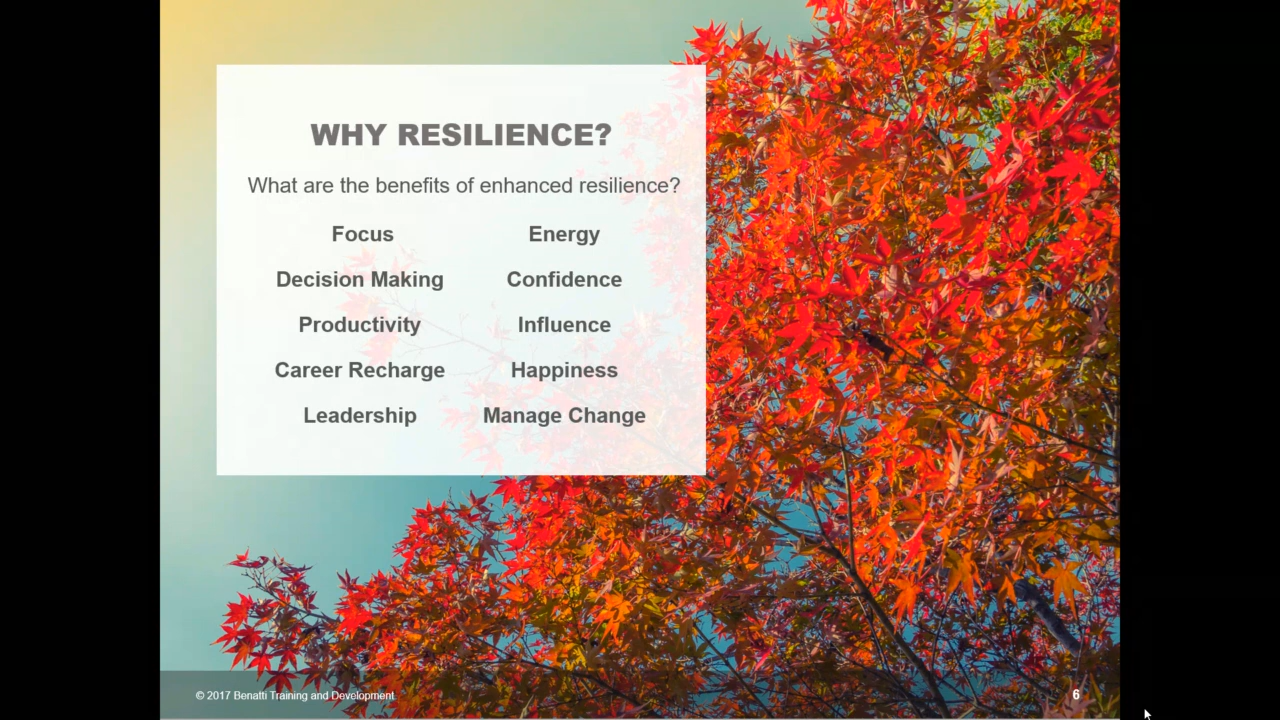 WHY RESILIENCE?
What are the benefits of enhanced resilience?
Focus Energy
Decision Making Confidence
Productivity Influence
Career Recharge Happiness
Leadership Manage Change
© 2017 Benatti Training and Development
6